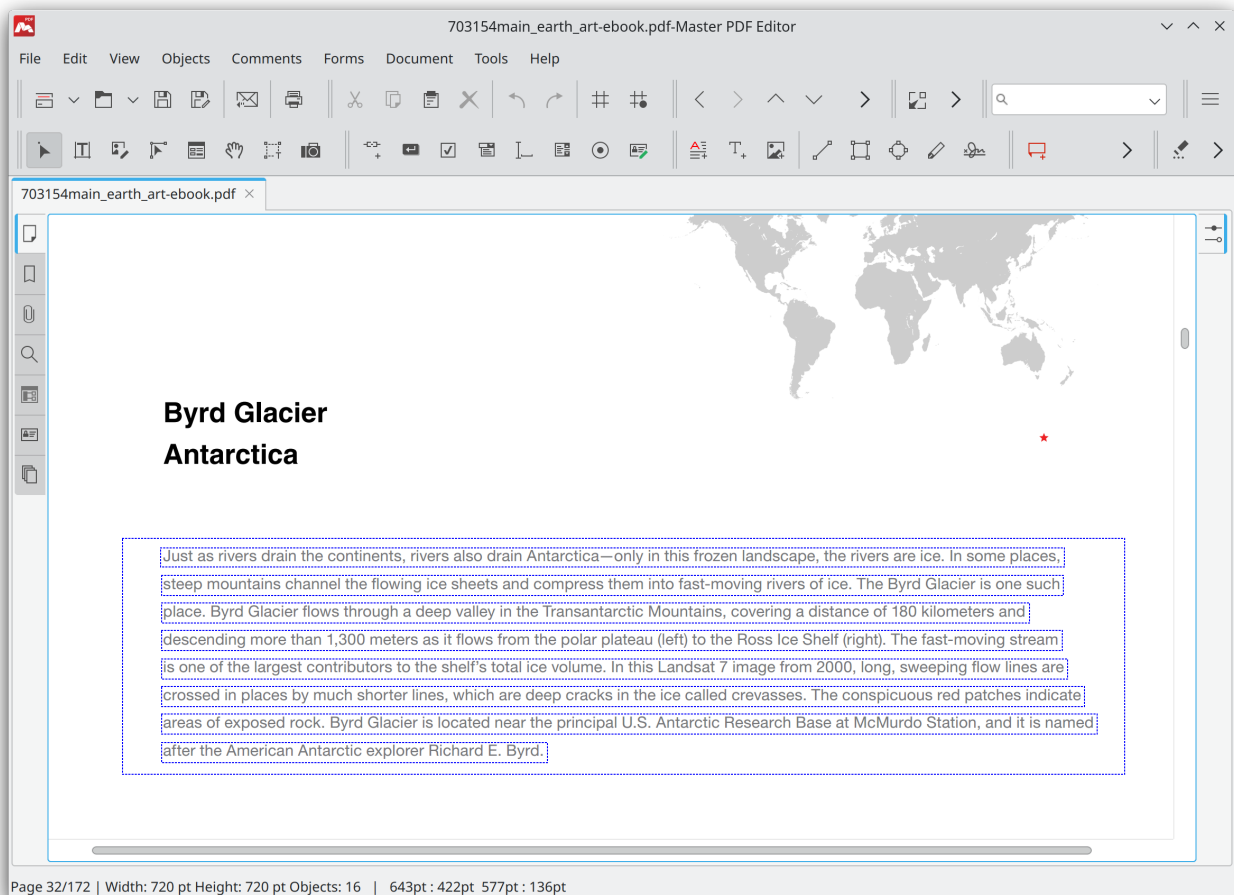 703154main_earth_art-ebook.pdf-Master PDF Editor
File Edit View Objects Comments Forms Document Tools Help
703154main_earth_art-ebook.pdf
Byrd Glacier
Antarctica
Just as rivers drain the continents, rivers also drain Antarctica—only in this frozen landscape, the rivers are ice. In some places,
steep mountains channel the flowing ice sheets and compress them into fast-moving rivers of ice. The Byrd Glacier is one such
place. Byrd Glacier flows through a deep valley in the Transantarctic Mountains, covering a distance of 180 kilometers and
descending more than 1,300 meters as it flows from the polar plateau (left) to the Ross Ice Shelf (right). The fast-moving stream
is one of the largest contributors to the shelf’s total ice volume. In this Landsat 7 image from 2000, long, sweeping flow lines are
crossed in places by much shorter lines, which are deep cracks in the ice called crevasses. The conspicuous red patches indicate
areas of exposed rock. Byrd Glacier is located near the principal U.S. Antarctic Research Base at McMurdo Station, and it is named
after the American Antarctic explorer Richard E. Byrd.
Page 32/172 | Width: 720 pt Height: 720 pt Objects: 16 | 643pt : 422pt 577pt : 136pt